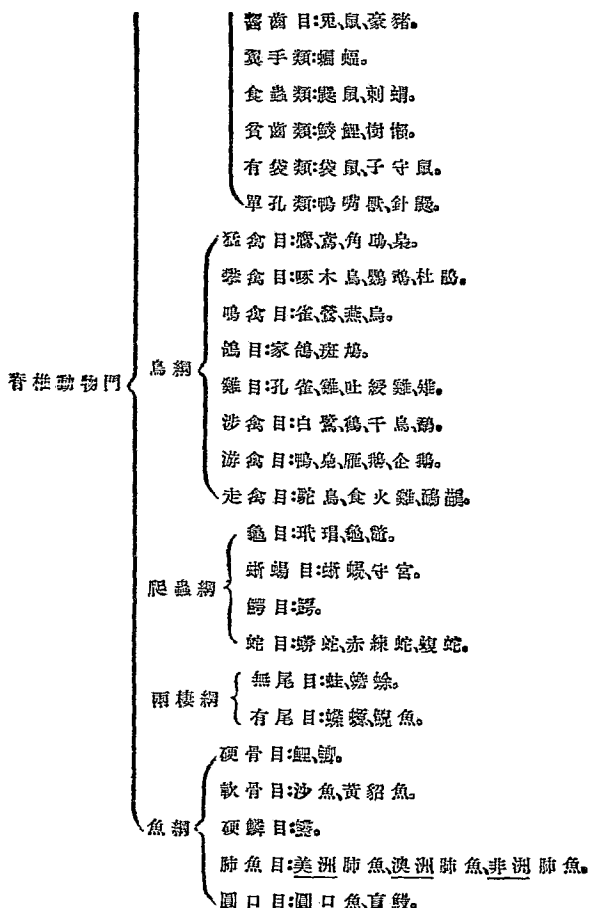 齧齒目:兎、鼠、豪豬。
翼手類:蝙蝠。
食蟲類:鼴鼠、刺蝟。
貧齒類:鯪鯉、樹懶。
有袋類:袋鼠、子守鼠。
單孔類:鴨嘴獸、針鼴。
猛禽目:鷹、鳶、角鴟、梟。
攀禽目:啄木鳥、鸚鵡、杜鵑。
鳴禽目:雀、鶯、燕、烏。
鴿目:家鴿、斑鳩。
雞目:孔雀、雞、吐綬雞、雉。
涉禽目:白鷺、鶴、千鳥、鷸。
游禽目:鴨、鳧、雁、鵝、企鵝。
走禽目:駝鳥、食火雞、鴯鶓。
鳥綱
脊椎動物門
龜目:玳瑁、龜、鼈。
蜥蜴目:蜥蜴、守宮。
鰐目:鰐。
蛇目:蟒蛇、赤練蛇、蝮蛇。
爬蟲綱
無尾目:蛙、蟾蜍。
有尾目:蠑螈、鯢魚。
兩棲綱
硬骨目:鯉、鯽。
軟骨目:沙魚、黃貂魚。
硬鱗目:鱘。
肺魚目:美洲肺魚、澳洲肺魚、非洲肺魚。
圓口目:圓口魚、盲鰻。
魚綱